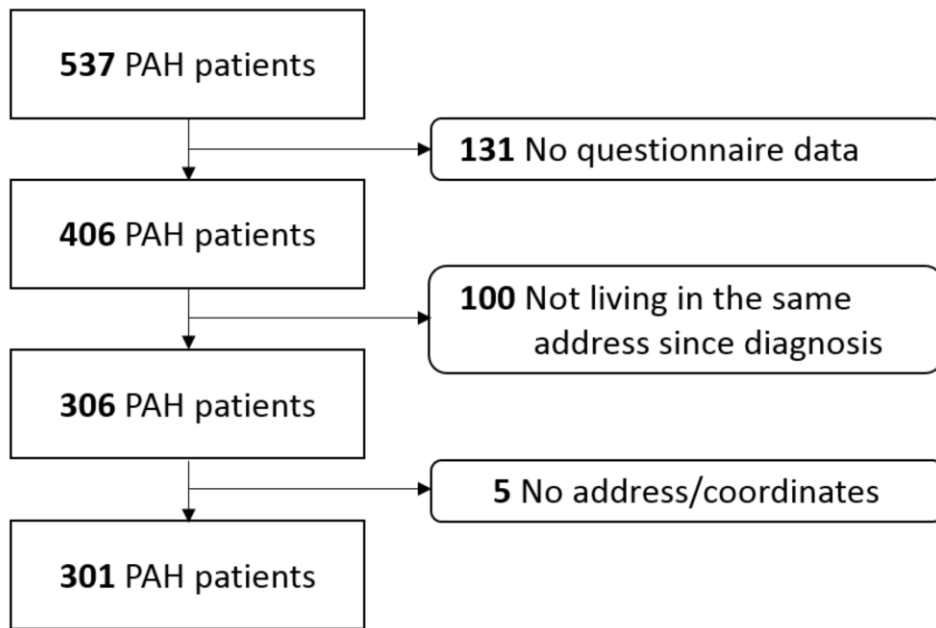 537 PAH patients
131 No questionnaire data
406 PAH patients
100 Not living in the same
address since diagnosis
306 PAH patients
5 No address/coordinates
301 PAH patients